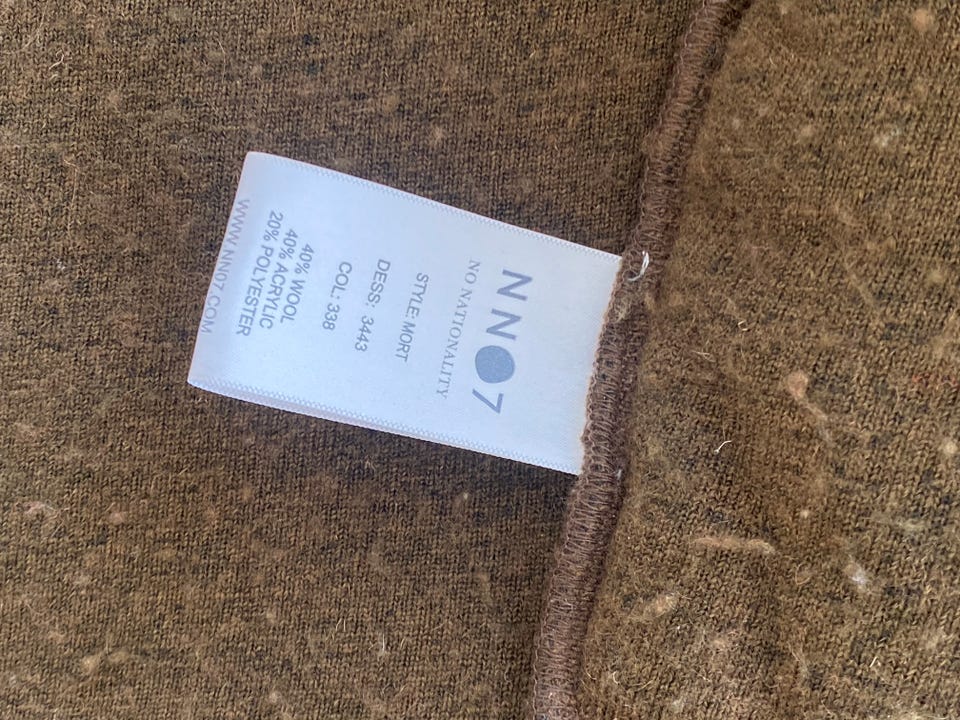 NN07
NO NATIONALITY
STYLE: MORT
DESS: 3443
COL: 338
40% WOOL
40% ACRYLIC
20% POLYESTER
WWW.NN07.COM